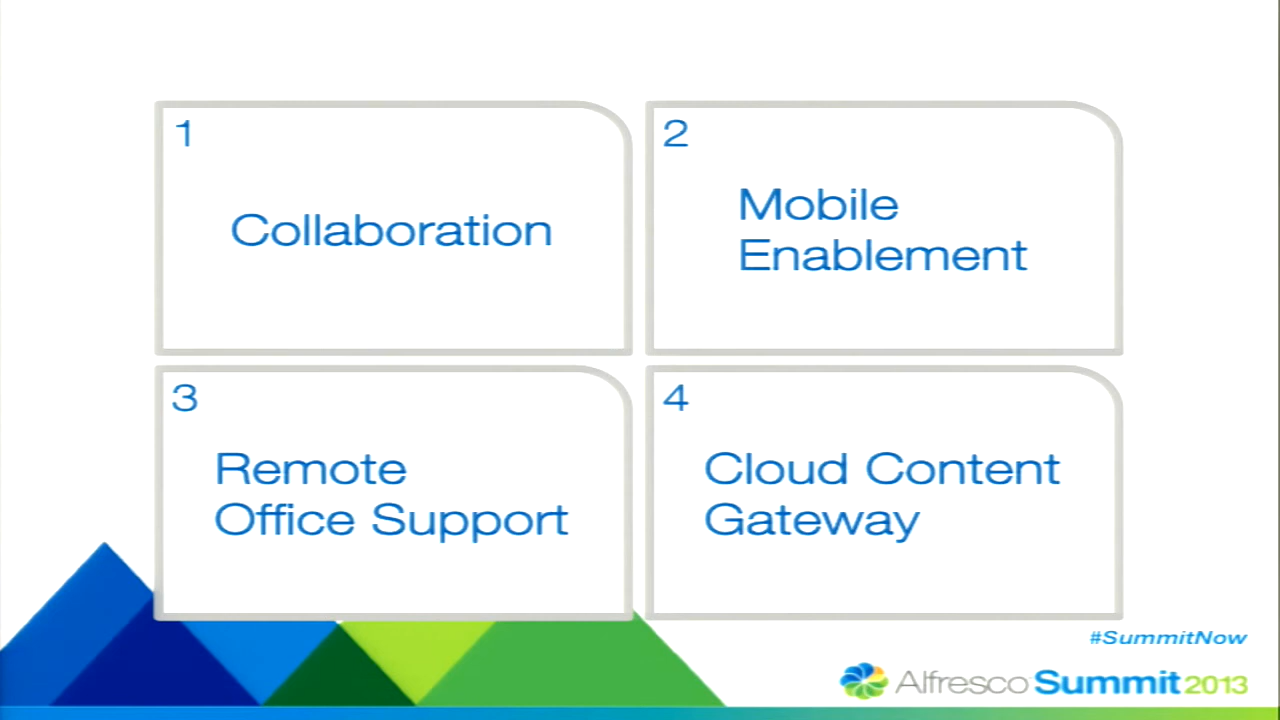 1
Collaboration
2
Mobile
Enablement
3
Remote
Office Support
4
Cloud Content
Gateway
#SummitNow
Alfresco Summit 2013